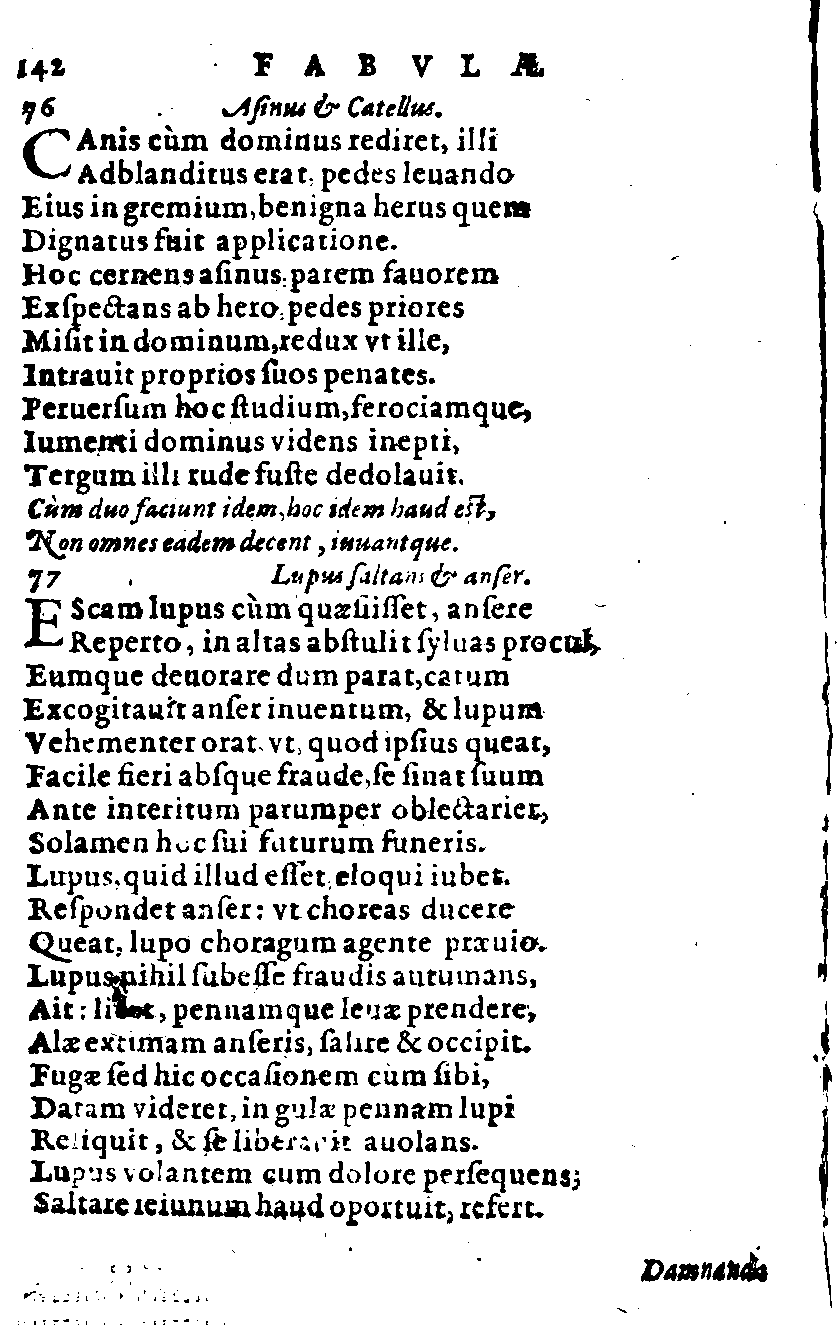 142 FABVLÆ
76 Aſinus & Catellus.
CAnis cùm dominus rediret, illi
Adblanditus erat, pedes leuando
Eius in gremium, benigna herus quem
Dignatus fuit applicatione.
Hoc cernens aſinus, parem fauorem
Exſpectans ab hero, pedes priores
Miſit in dominum, redux vt ille,
Intrauit proprios ſuos penates.
Peruerſum hoc ſtudium, ferociamque,
Iumenti dominus videns inepti,
Tergum illi rude fuſte dedolauit.
Cùm duo faciunt idem, hoc idem haud eſt,
Non omnes eadem decent, iuuantque.
77 Lupus ſaltans & anſer.
EScam lupus cùm quæſiiſſet, anſere
Reperto, in altas abſtulit ſyluas procul,
Eumque deuorare dum parat, catum
Excogitauit anſer inuentum, & lupum
Vehementer orat, vt, quod ipſius queat,
Facile fieri abſque fraude, ſe ſinat ſuum
Ante interitum parumper oblectarier,
Solamen hoc ſui futurum funeris.
Lupus, quid illud eſſet, eloqui iubet.
Reſpondet anſer: vt choreas ducere
Queat, lupo choragum agente præuio.
Lupus nihil ſubeſſe fraudis autumans,
Ait: libet, pennamque leuæ prendere,
Alæ extimam anſeris, ſalire & occipit.
Fugæ ſed hic occaſionem cùm ſibi,
Datam videret, in gulæ pennam lupi
Reliquit, & ſe liberauit auolans.
Lupus volantem cum dolore perſequens;
Saltare ieiunum haud oportuit, refert.
Damnanda